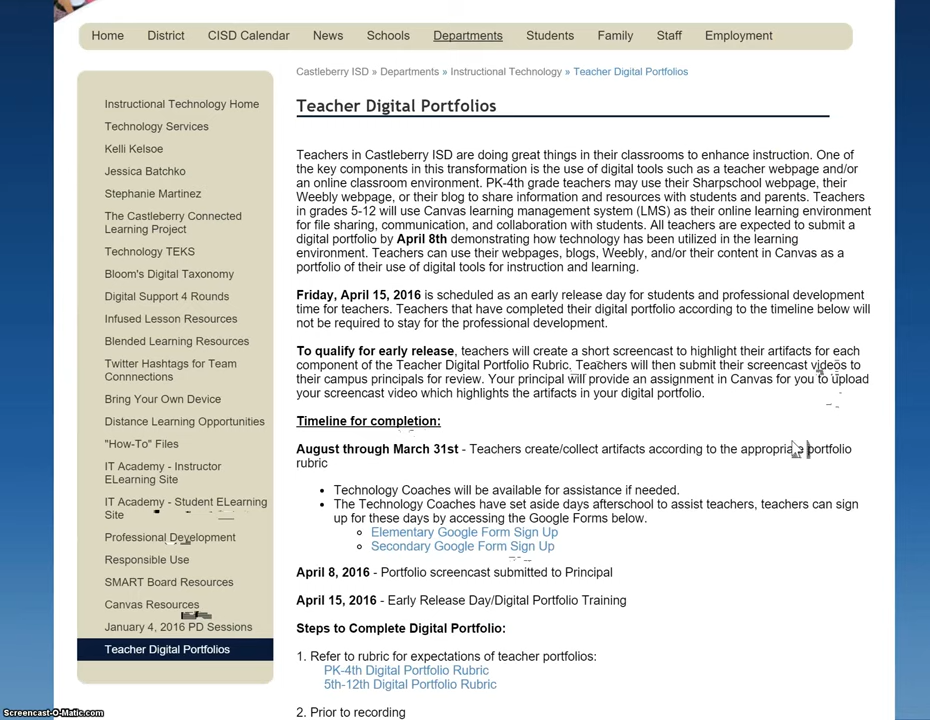 Home District CISD Calendar News Schools Departments Students Family Staff Employment
Castleberry ISD » Departments » Instructional Technology » Teacher Digital Portfolios
Instructional Technology Home
Technology Services
Kelli Kelsoe
Jessica Batchko
Stephanie Martinez
The Castleberry Connected
Learning Project
Technology TEKS
Bloom's Digital Taxonomy
Digital Support 4 Rounds
Infused Lesson Resources
Blended Learning Resources
Twitter Hashtags for Team
Connnections
Bring Your Own Device
Distance Learning Opportunities
"How-To" Files
IT Academy - Instructor
ELearning Site
IT Academy - Student ELearning
Site
Professional Development
Responsible Use
SMART Board Resources
Canvas Resources
January 4, 2016 PD Sessions
Teacher Digital Portfolios
Teacher Digital Portfolios
Teachers in Castleberry ISD are doing great things in their classrooms to enhance instruction. One of
the key components in this transformation is the use of digital tools such as a teacher webpage and/or
an online classroom environment. PK-4th grade teachers may use their Sharpschool webpage, their
Weebly webpage, or their blog to share information and resources with students and parents. Teachers
in grades 5-12 will use Canvas learning management system (LMS) as their online learning environment
for file sharing, communication, and collaboration with students. All teachers are expected to submit a
digital portfolio by April 8th demonstrating how technology has been utilized in the learning
environment. Teachers can use their webpages, blogs, Weebly, and/or their content in Canvas as a
portfolio of their use of digital tools for instruction and learning.
Friday, April 15, 2016 is scheduled as an early release day for students and professional development
time for teachers. Teachers that have completed their digital portfolio according to the timeline below will
not be required to stay for the professional development.
To qualify for early release, teachers will create a short screencast to highlight their artifacts for each
component of the Teacher Digital Portfolio Rubric. Teachers will then submit their screencast videos to
their campus principals for review. Your principal will provide an assignment in Canvas for you to upload
your screencast video which highlights the artifacts in your digital portfolio.
Timeline for completion:
August through March 31st - Teachers create/collect artifacts according to the appropriate portfolio
rubric
• Technology Coaches will be available for assistance if needed.
• The Technology Coaches have set aside days afterschool to assist teachers, teachers can sign
up for these days by accessing the Google Forms below.
Elementary Google Form Sign Up
Secondary Google Form Sign Up
April 8, 2016 - Portfolio screencast submitted to Principal
April 15, 2016 - Early Release Day/Digital Portfolio Training
Steps to Complete Digital Portfolio:
1. Refer to rubric for expectations of teacher portfolios:
PK-4th Digital Portfolio Rubric
5th-12th Digital Portfolio Rubric
2. Prior to recording
Screencast-O-Matic.com